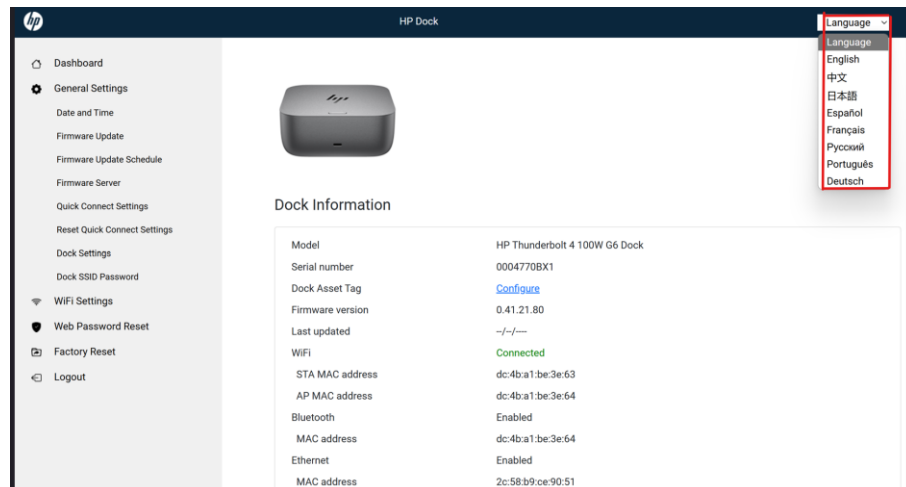 hp
HP Dock
Language
Language
English
中文
日本語
Español
Français
Русский
Português
Deutsch
Dashboard
General Settings
Date and Time
Firmware Update
Firmware Update Schedule
Firmware Server
Quick Connect Settings
Reset Quick Connect Settings
Dock Settings
Dock SSID Password
WiFi Settings
Web Password Reset
Factory Reset
Logout
hp
Dock Information
Model HP Thunderbolt 4 100W G6 Dock
Serial number 0004770BX1
Dock Asset Tag Configure
Firmware version 0.41.21.80
Last updated --/--/----
WiFi Connected
STA MAC address dc:4b:a1:be:3e:63
AP MAC address dc:4b:a1:be:3e:64
Bluetooth Enabled
MAC address dc:4b:a1:be:3e:64
Ethernet Enabled
MAC address 2c:58:b9:ce:90:51